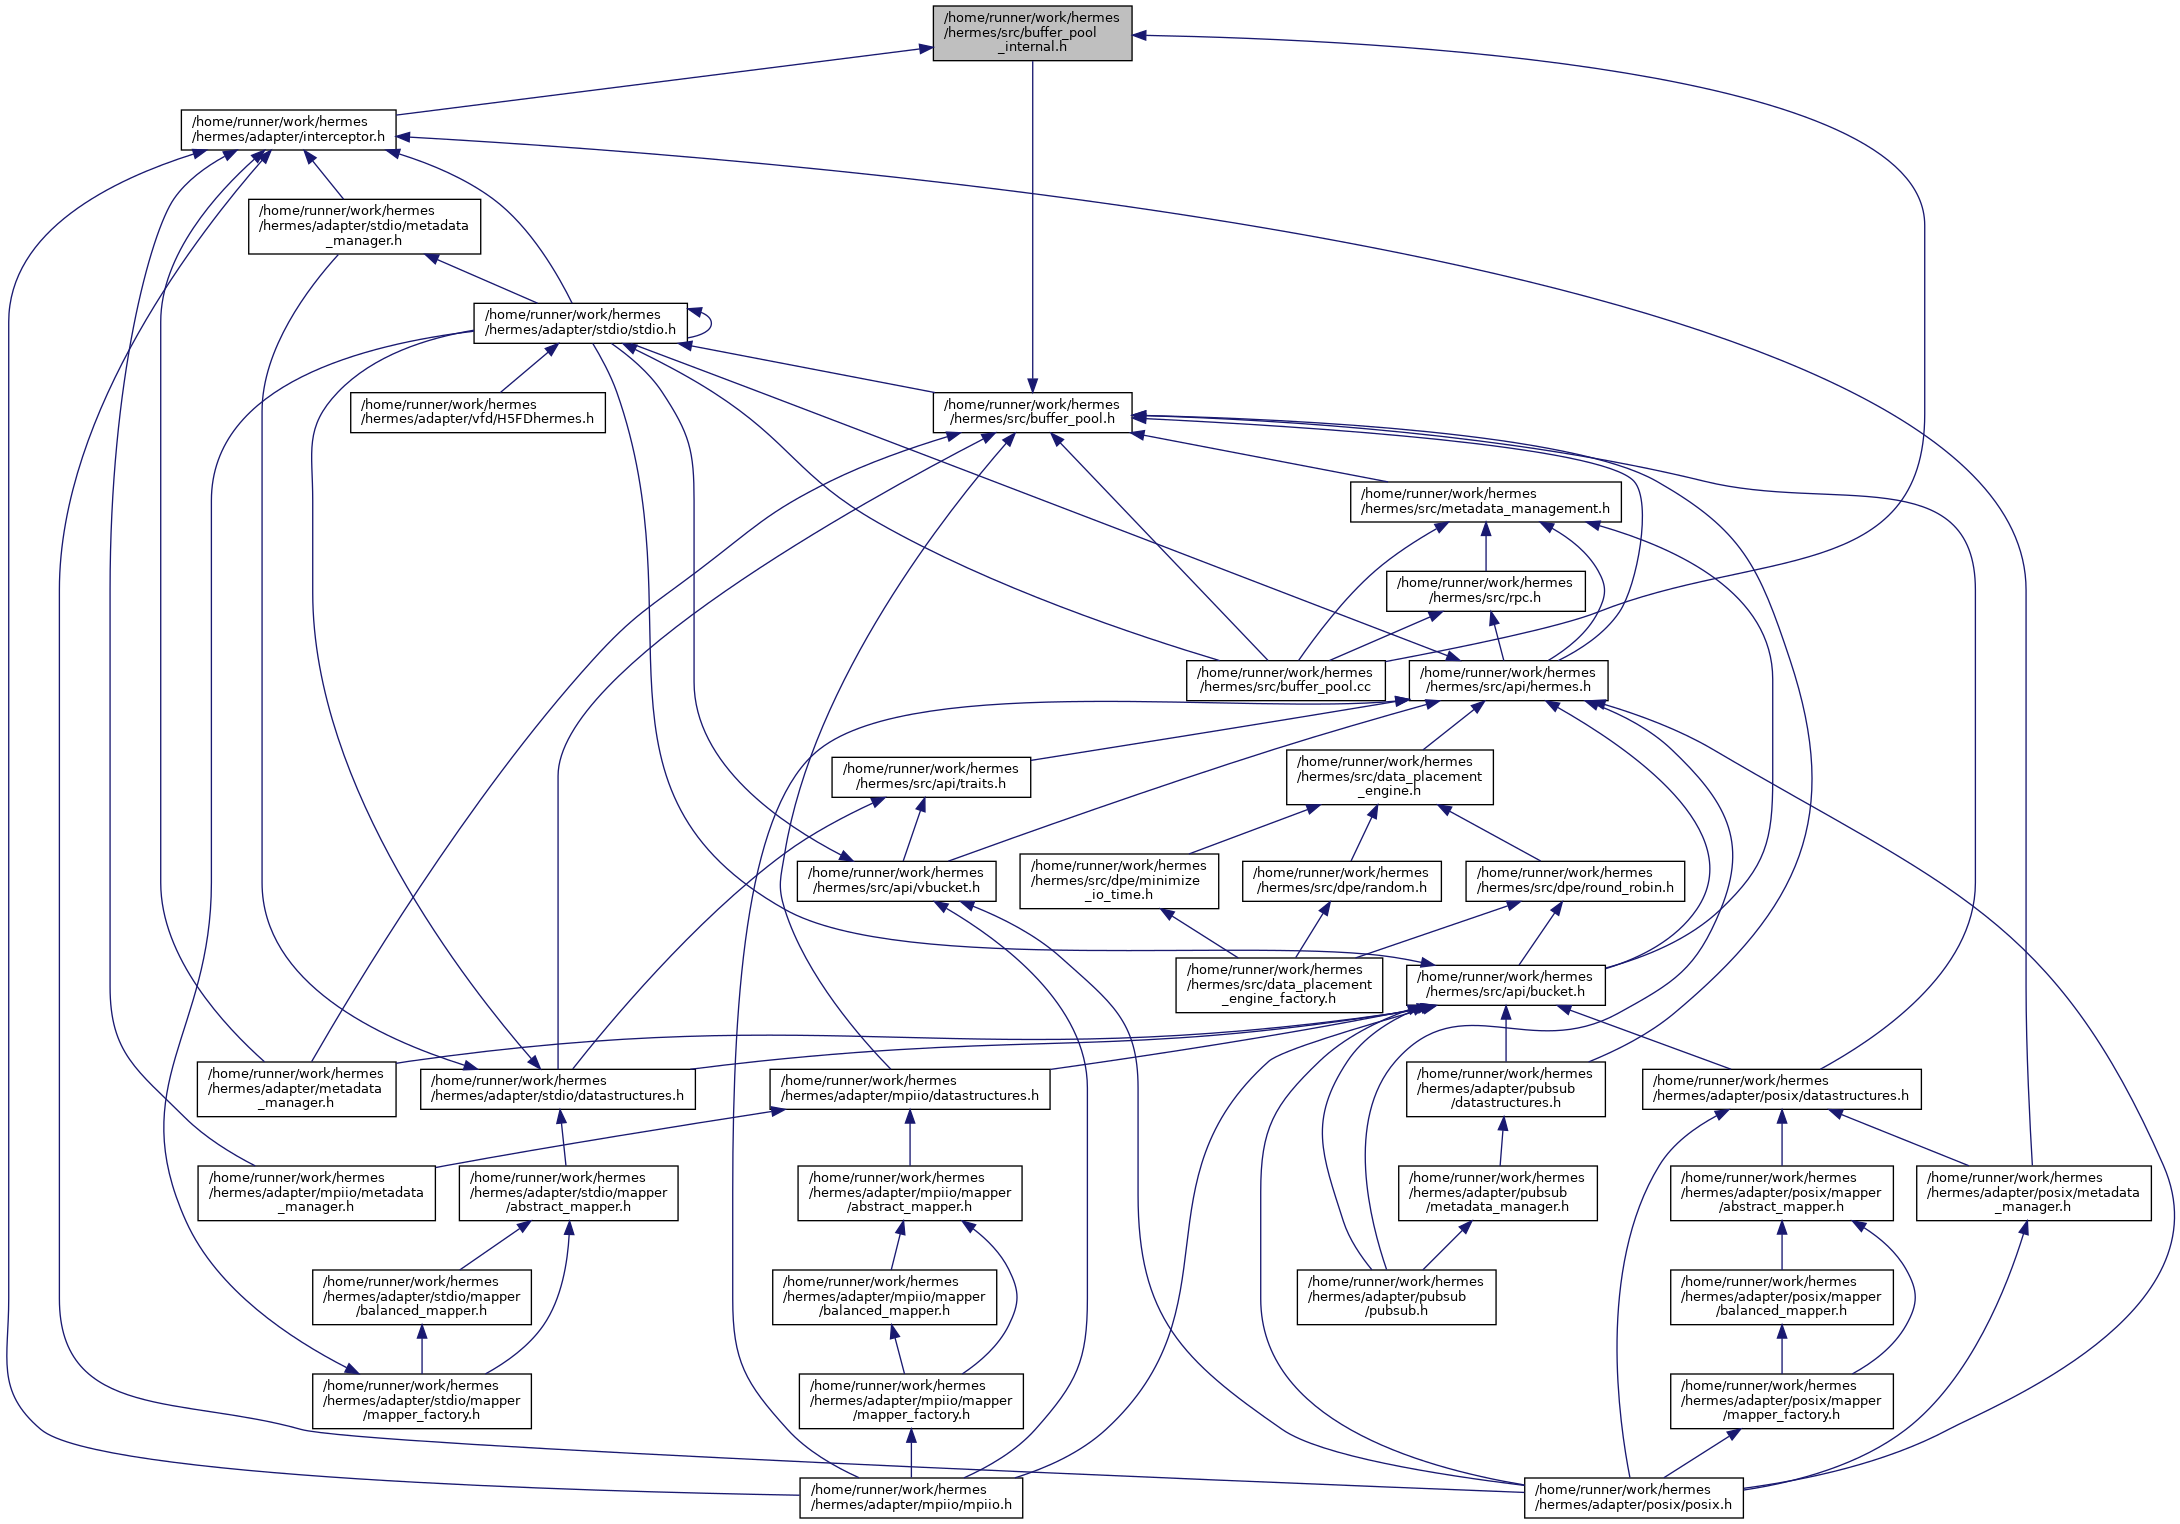 /home/runner/work/hermes
/hermes/src/buffer_pool
_internal.h
/home/runner/work/hermes
/hermes/adapter/interceptor.h
/home/runner/work/hermes
/hermes/adapter/stdio/metadata
_manager.h
/home/runner/work/hermes
/hermes/adapter/stdio/stdio.h
/home/runner/work/hermes
/hermes/adapter/vfd/H5FDhermes.h
/home/runner/work/hermes
/hermes/src/buffer_pool.h
/home/runner/work/hermes
/hermes/src/metadata_management.h
/home/runner/work/hermes
/hermes/src/rpc.h
/home/runner/work/hermes
/hermes/src/buffer_pool.cc
/home/runner/work/hermes
/hermes/src/api/hermes.h
/home/runner/work/hermes
/hermes/src/api/traits.h
/home/runner/work/hermes
/hermes/src/data_placement
_engine.h
/home/runner/work/hermes
/hermes/src/api/vbucket.h
/home/runner/work/hermes
/hermes/src/dpe/minimize
_io_time.h
/home/runner/work/hermes
/hermes/src/dpe/random.h
/home/runner/work/hermes
/hermes/src/dpe/round_robin.h
/home/runner/work/hermes
/hermes/src/data_placement
_engine_factory.h
/home/runner/work/hermes
/hermes/src/api/bucket.h
/home/runner/work/hermes
/hermes/adapter/metadata
_manager.h
/home/runner/work/hermes
/hermes/adapter/stdio/datastructures.h
/home/runner/work/hermes
/hermes/adapter/mpiio/datastructures.h
/home/runner/work/hermes
/hermes/adapter/pubsub
/datastructures.h
/home/runner/work/hermes
/hermes/adapter/posix/datastructures.h
/home/runner/work/hermes
/hermes/adapter/mpiio/metadata
_manager.h
/home/runner/work/hermes
/hermes/adapter/stdio/mapper
/abstract_mapper.h
/home/runner/work/hermes
/hermes/adapter/mpiio/mapper
/abstract_mapper.h
/home/runner/work/hermes
/hermes/adapter/pubsub
/metadata_manager.h
/home/runner/work/hermes
/hermes/adapter/posix/mapper
/abstract_mapper.h
/home/runner/work/hermes
/hermes/adapter/posix/metadata
_manager.h
/home/runner/work/hermes
/hermes/adapter/stdio/mapper
/balanced_mapper.h
/home/runner/work/hermes
/hermes/adapter/mpiio/mapper
/balanced_mapper.h
/home/runner/work/hermes
/hermes/adapter/pubsub
/pubsub.h
/home/runner/work/hermes
/hermes/adapter/posix/mapper
/balanced_mapper.h
/home/runner/work/hermes
/hermes/adapter/stdio/mapper
/mapper_factory.h
/home/runner/work/hermes
/hermes/adapter/mpiio/mapper
/mapper_factory.h
/home/runner/work/hermes
/hermes/adapter/posix/mapper
/mapper_factory.h
/home/runner/work/hermes
/hermes/adapter/mpiio/mpiio.h
/home/runner/work/hermes
/hermes/adapter/posix/posix.h